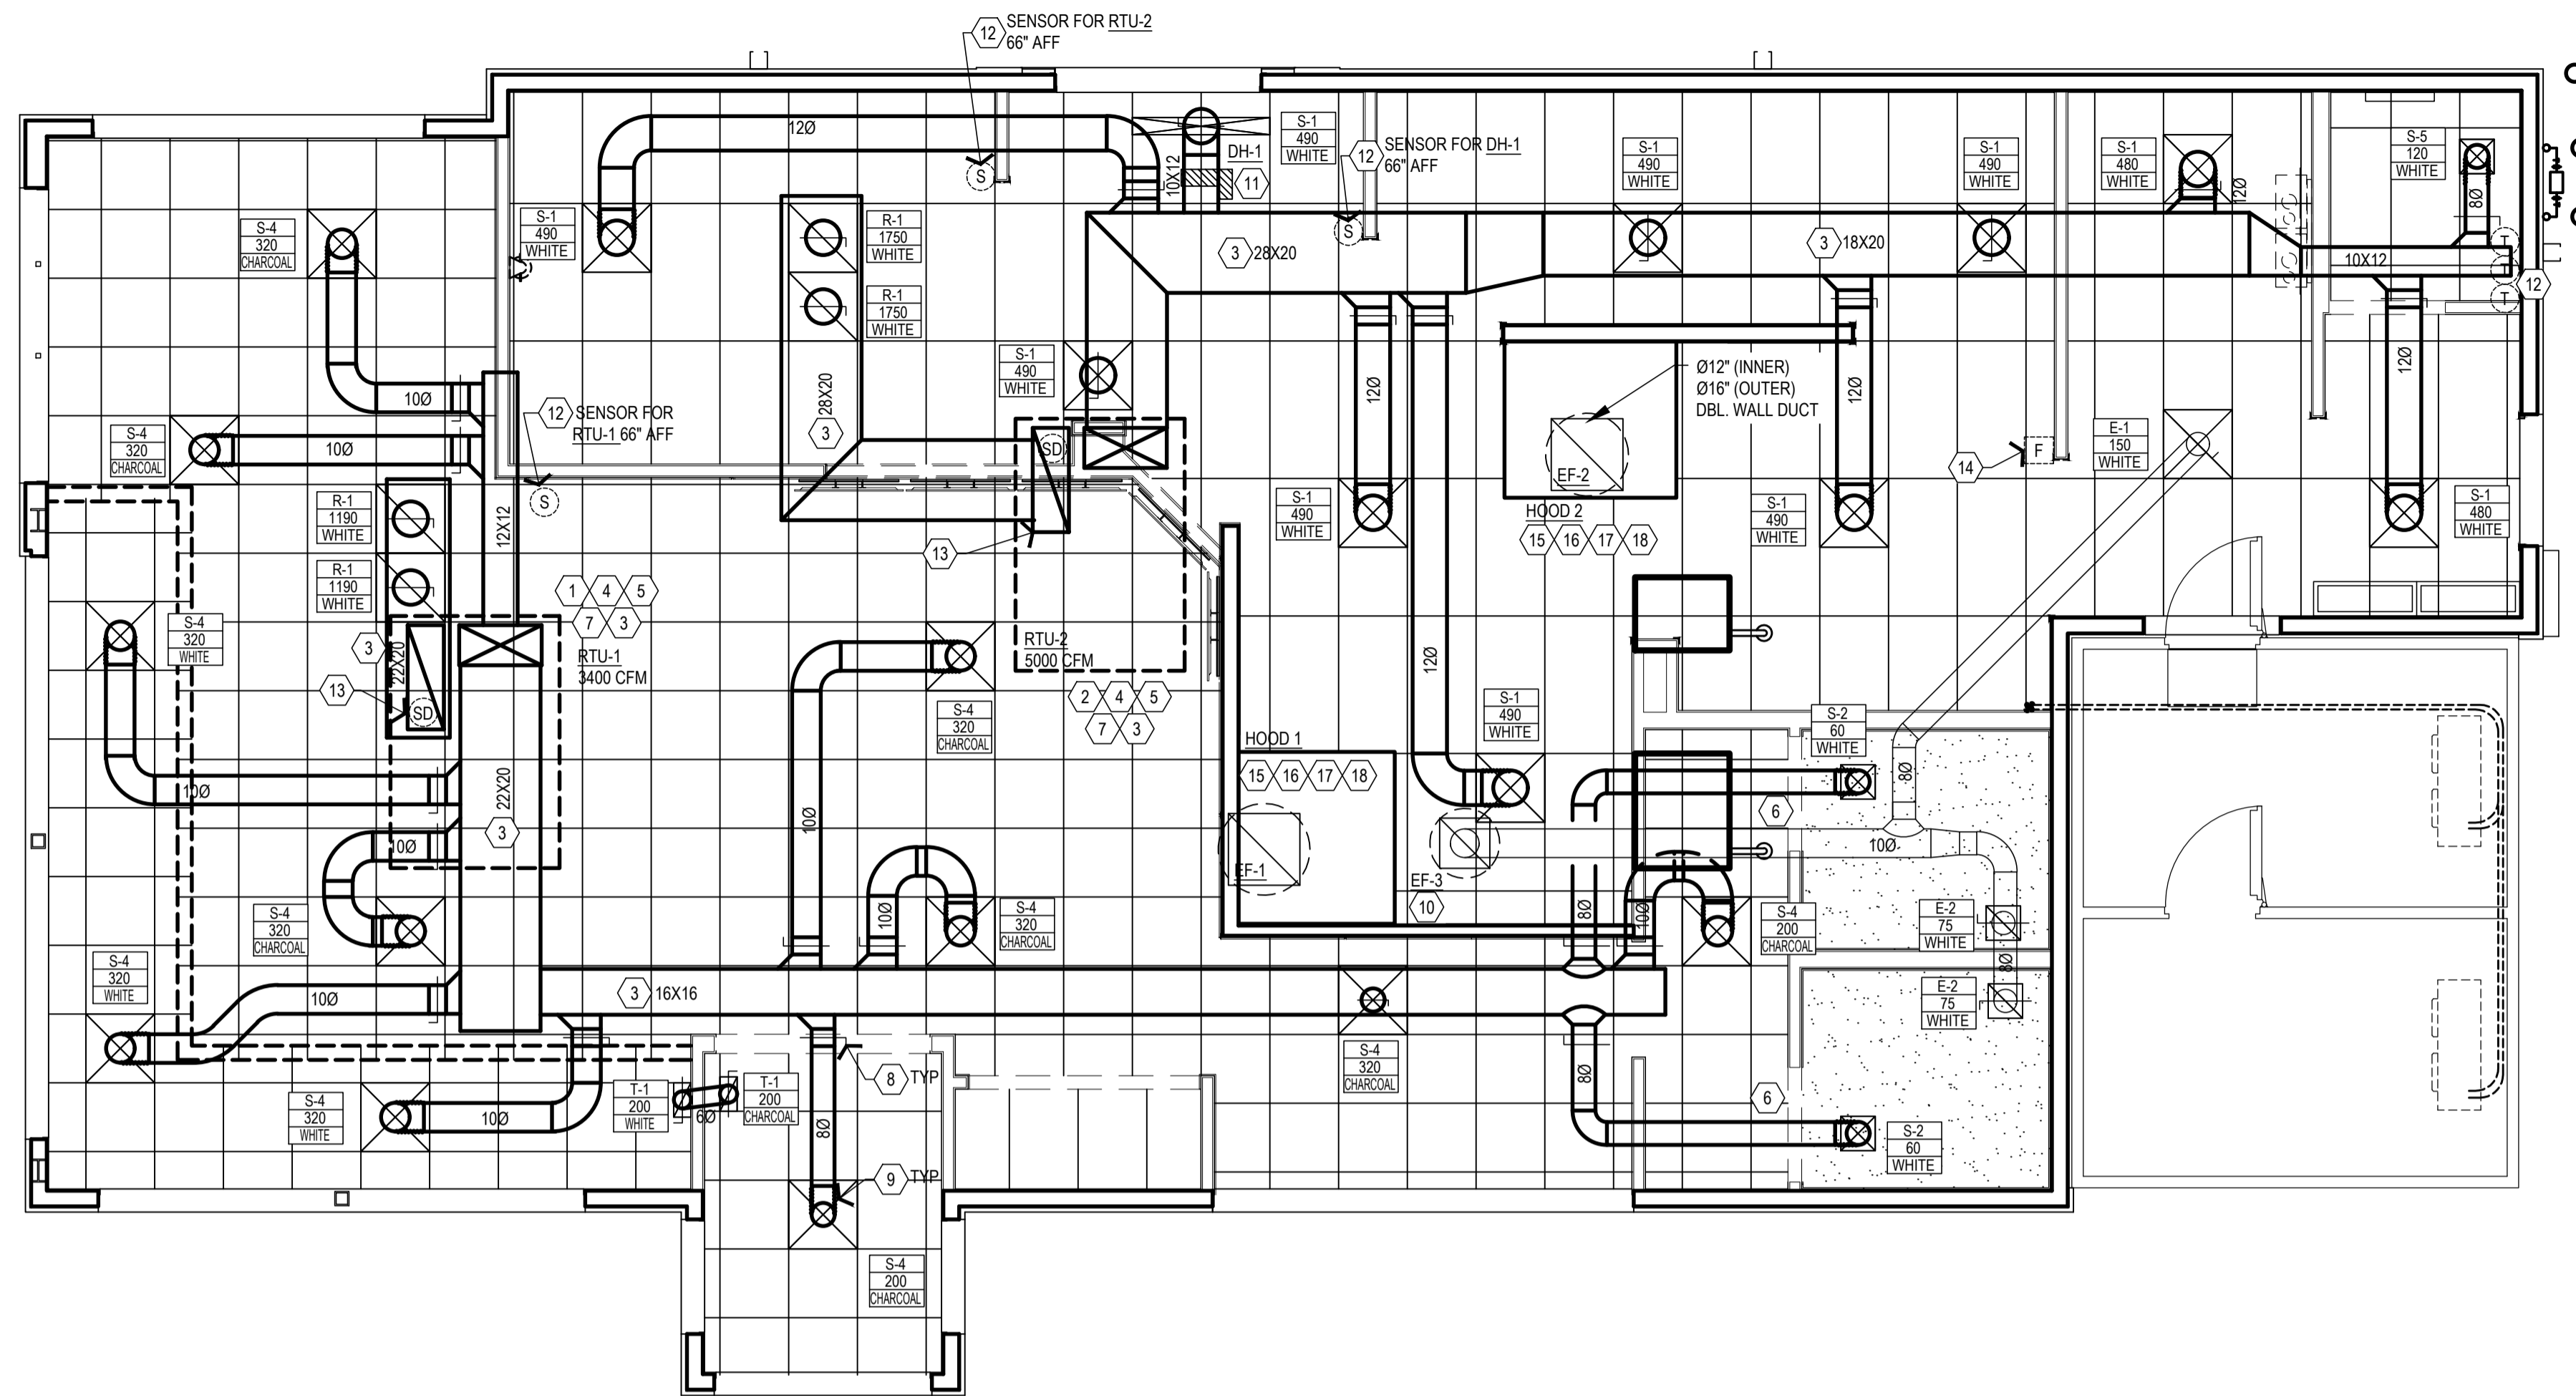 12 SENSOR FOR RTU-2
66" AFF
12Ø
10X12
DH-1
11
S-1
490
WHITE
12 SENSOR FOR DH-1
66" AFF
S
S
S-1
490
WHITE
S-1
490
WHITE
S-1
480
WHITE
12Ø
S-5
120
WHITE
8Ø
S-4
320
CHARCOAL
S-1
490
WHITE
R-1
1750
WHITE
R-1
1750
WHITE
3 28X20
3 18X20
10X12
T
T
T
12
S-1
490
WHITE
28X20
3
12Ø
Ø12" (INNER)
Ø16" (OUTER)
DBL. WALL DUCT
12Ø
12Ø
10Ø
12 SENSOR FOR
RTU-1 66" AFF
S
S-4
320
CHARCOAL
10Ø
SD
EF-2
14
F
E-1
150
WHITE
R-1
1190
WHITE
R-1
1190
WHITE
12X12
13
S-1
490
WHITE
HOOD 2
15 16 17 18
S-1
490
WHITE
S-1
480
WHITE
1 4 5
7 3
S-4
320
WHITE
3
22X20
13
SD
RTU-1
3400 CFM
RTU-2
5000 CFM
2 4 5
7 3
12Ø
S-4
320
CHARCOAL
S-1
490
WHITE
S-2
60
WHITE
HOOD 1
15 16 17 18
10Ø
22X20
3
10Ø
10Ø
8Ø
6
10Ø
EF-1
EF-3
10
S-4
320
CHARCOAL
10Ø
S-4
320
CHARCOAL
8Ø
10Ø
S-4
200
CHARCOAL
E-2
75
WHITE
8Ø
S-4
320
WHITE
10Ø
3 16X16
E-2
75
WHITE
S-4
320
CHARCOAL
8 TYP
8Ø
6
S-4
320
WHITE
10Ø
T-1
200
WHITE
6Ø
T-1
200
CHARCOAL
8Ø
9 TYP
S-2
60
WHITE
S-4
200
CHARCOAL